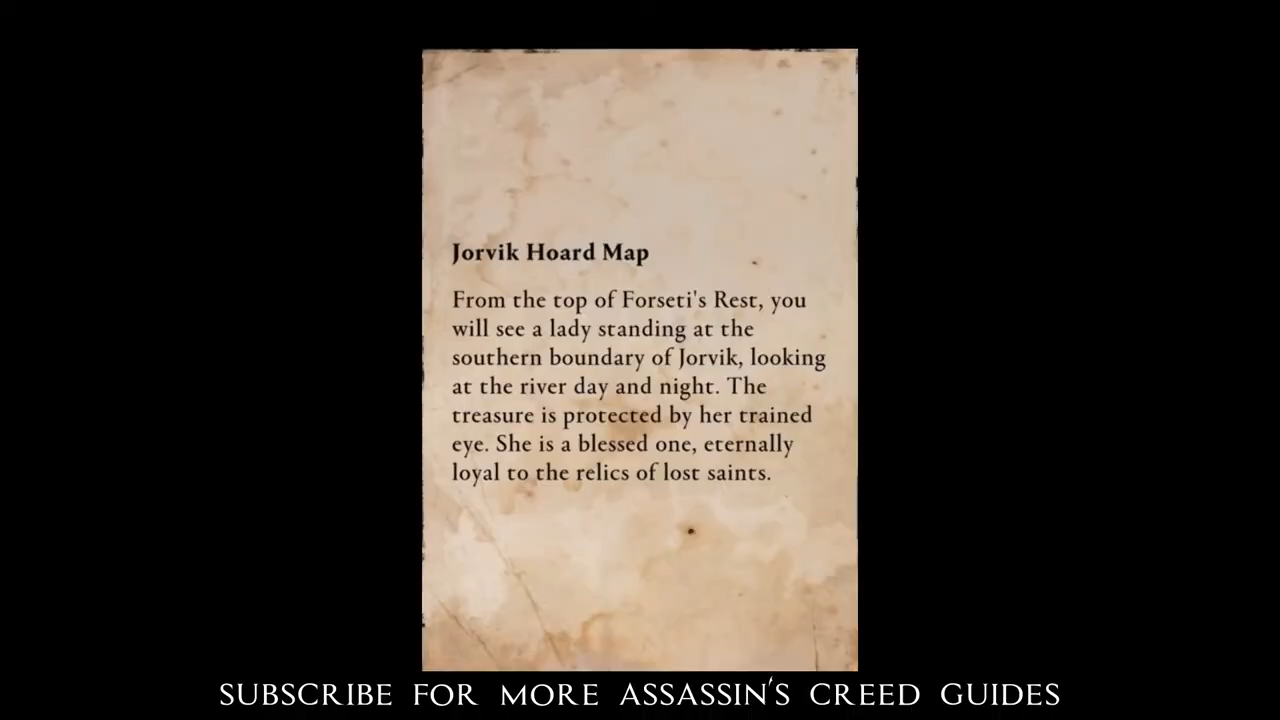 Jorvik Hoard Map
From the top of Forseti's Rest, you
will see a lady standing at the
southern boundary of Jorvik, looking
at the river day and night. The
treasure is protected by her trained
eye. She is a blessed one, eternally
loyal to the relics of lost saints.
SUBSCRIBE FOR MORE ASSASSIN'S CREED GUIDES